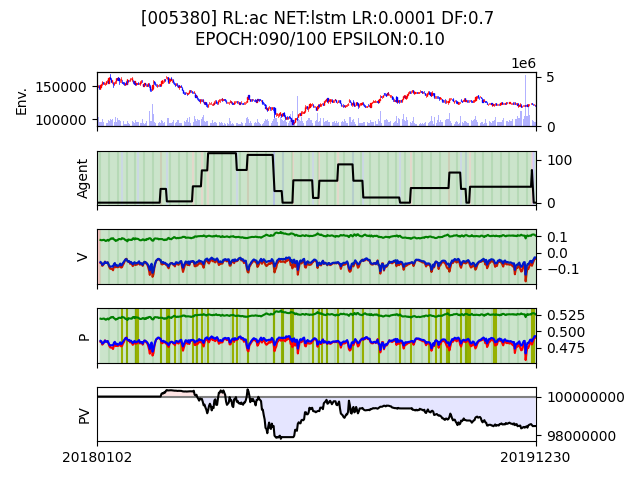 [005380] RL:ac NET:lstm LR:0.0001 DF:0.7
EPOCH:090/100 EPSILON:0.10
1e6
Env.
150000
100000
5
0
Agent
100
0
V
0.1
0.0
−0.1
P
0.525
0.500
0.475
PV
100000000
98000000
20180102
20191230